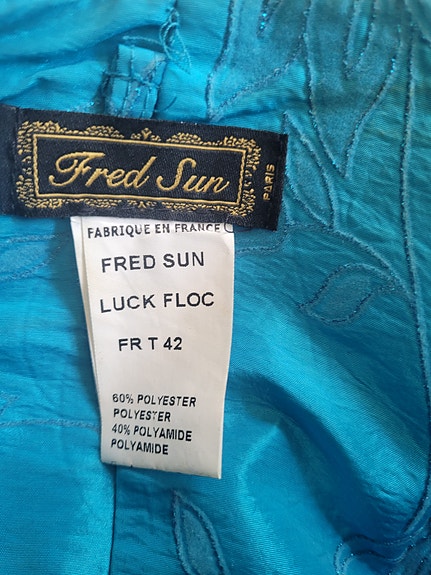 Fred Sun
PARIS
FABRIQUE EN FRANCE
FRED SUN
LUCK FLOC
FR T 42
60% POLYESTER
POLYESTER
40% POLYAMIDE
POLYAMIDE